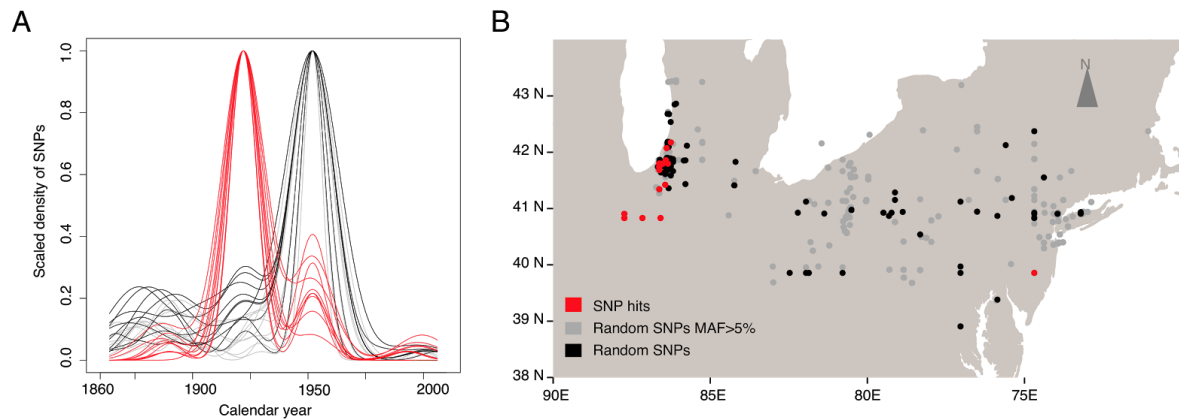 A
Scaled density of SNPs
1.0
0.8
0.6
0.4
0.2
0.0
1860
1900
1950
2000
Calendar year
B
N
43 N
42 N
41 N
40 N
39 N
38 N
SNP hits
Random SNPs MAF>5%
Random SNPs
90E
85E
80E
75E